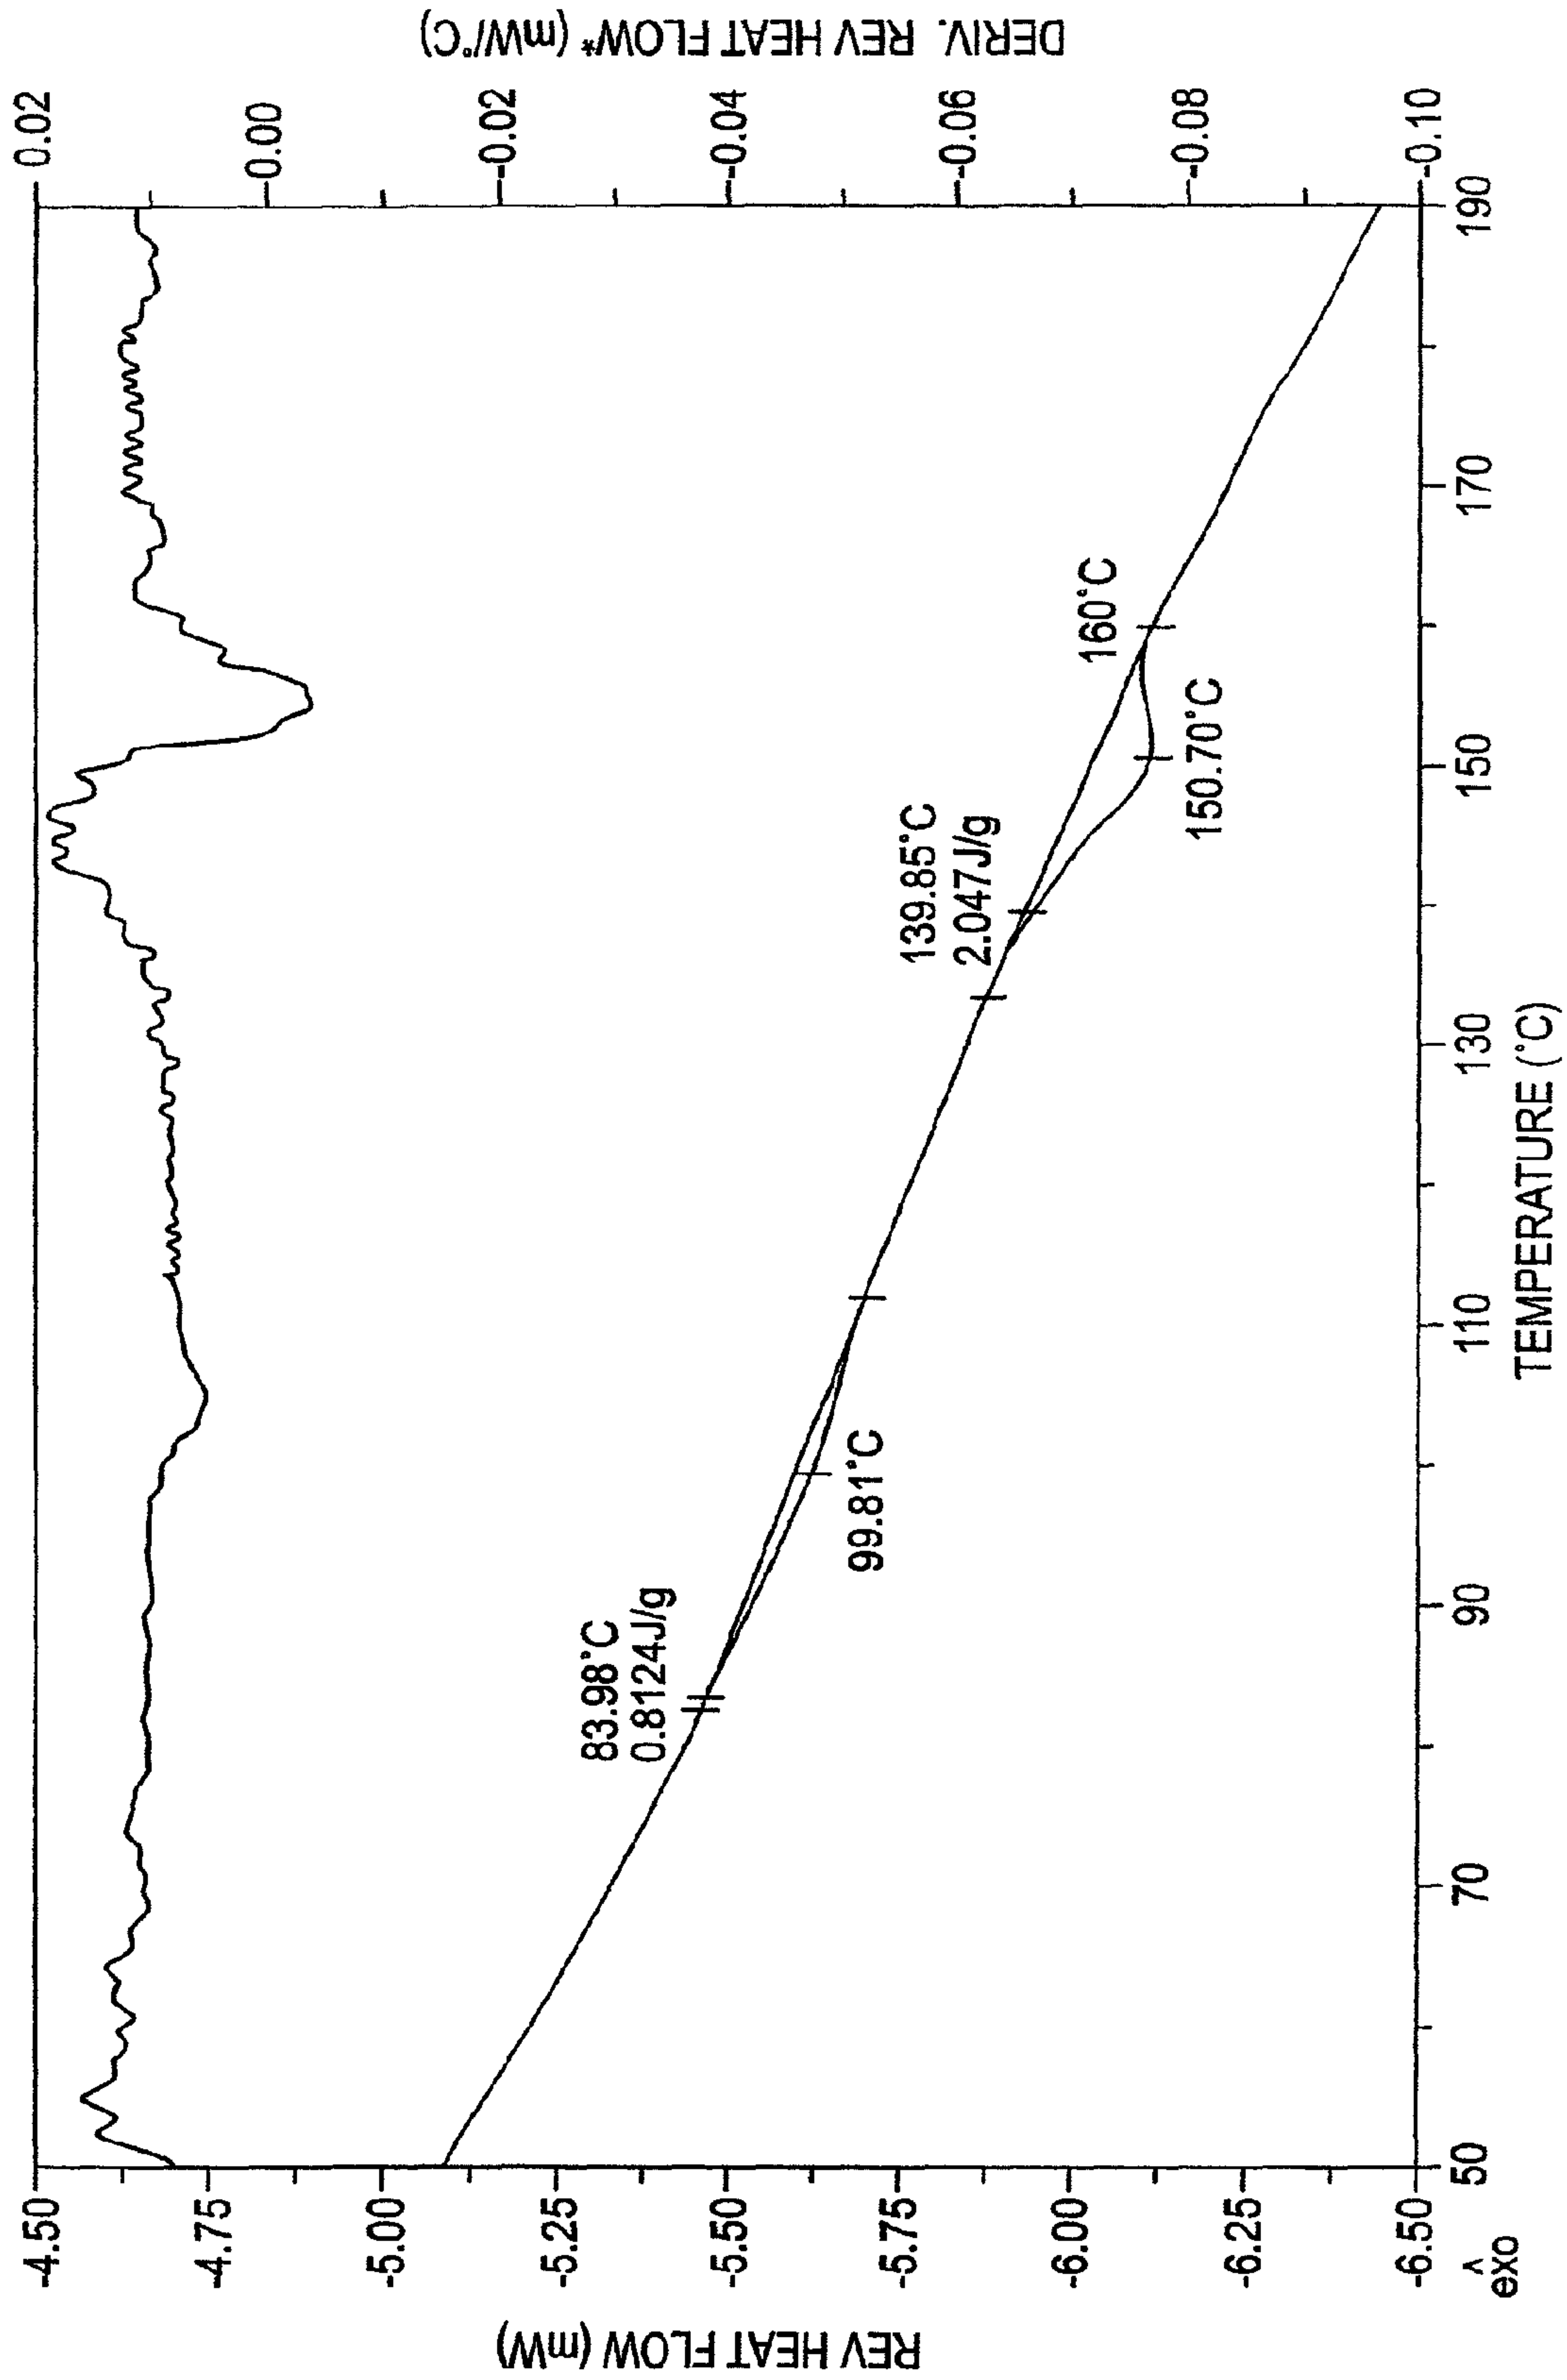 -4.50
-4.75
-5.00
-5.25
-5.50
-5.75
-6.00
-6.25
-6.50
REV HEAT FLOW (mW)
^
exo
83.98°C
0.8124J/g
99.81°C
139.85°C
2.047J/g
150.70°C
160°C
50
70
90
110
130
150
170
190
TEMPERATURE (°C)
0.02
0.00
-0.02
-0.04
-0.06
-0.08
-0.10
DERIV. REV HEAT FLOW* (mW/°C)